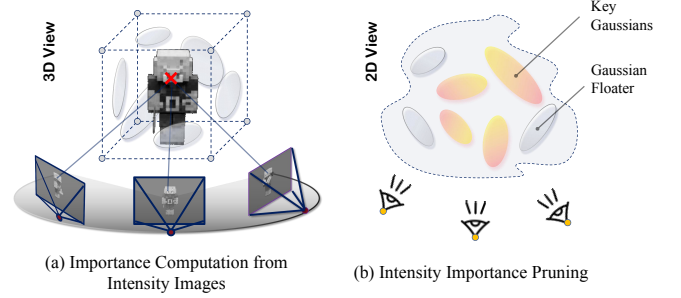 3D View
(a) Importance Computation from
Intensity Images
2D View
Key
Gaussians
Gaussian
Floater
(b) Intensity Importance Pruning